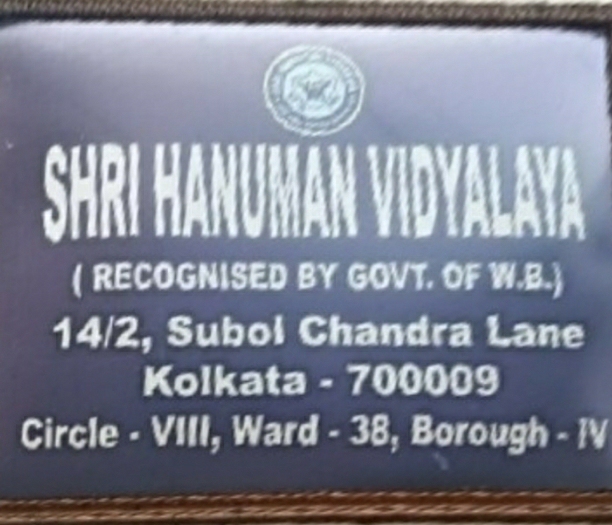 SHRI HANUMAN VIDYALAYA
( RECOGNISED BY GOVT. OF W.B.)
14/2, Subol Chandra Lane
Kolkata - 700009
Circle - VIII, Ward - 38, Borough - IV